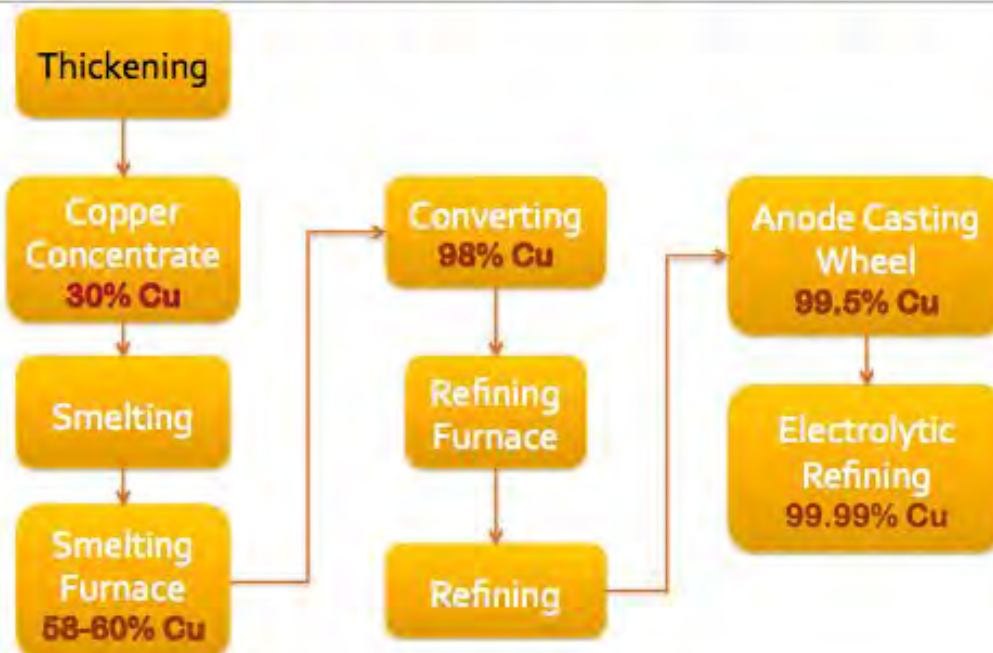 Thickening
Copper
Concentrate
30% Cu
Smelting
Smelting
Furnace
58-60% Cu
Converting
98% Cu
Refining
Furnace
Refining
Anode Casting
Wheel
99.5% Cu
Electrolytic
Refining
99.99% Cu